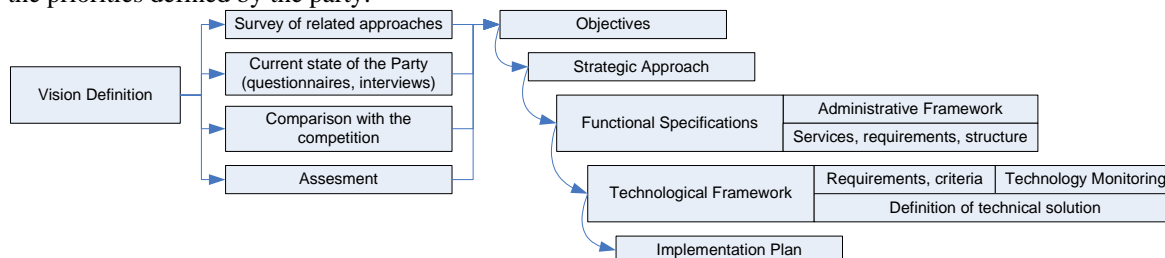 the priorities defined by the party.
Survey of related approaches
Objectives
Current state of the Party
(questionnaires, interviews)
Strategic Approach
Vision Definition
Comparison with the
competition
Functional Specifications
Administrative Framework
Services, requirements, structure
Assesment
Technological Framework
Requirements, criteria
Technology Monitoring
Definition of technical solution
Implementation Plan